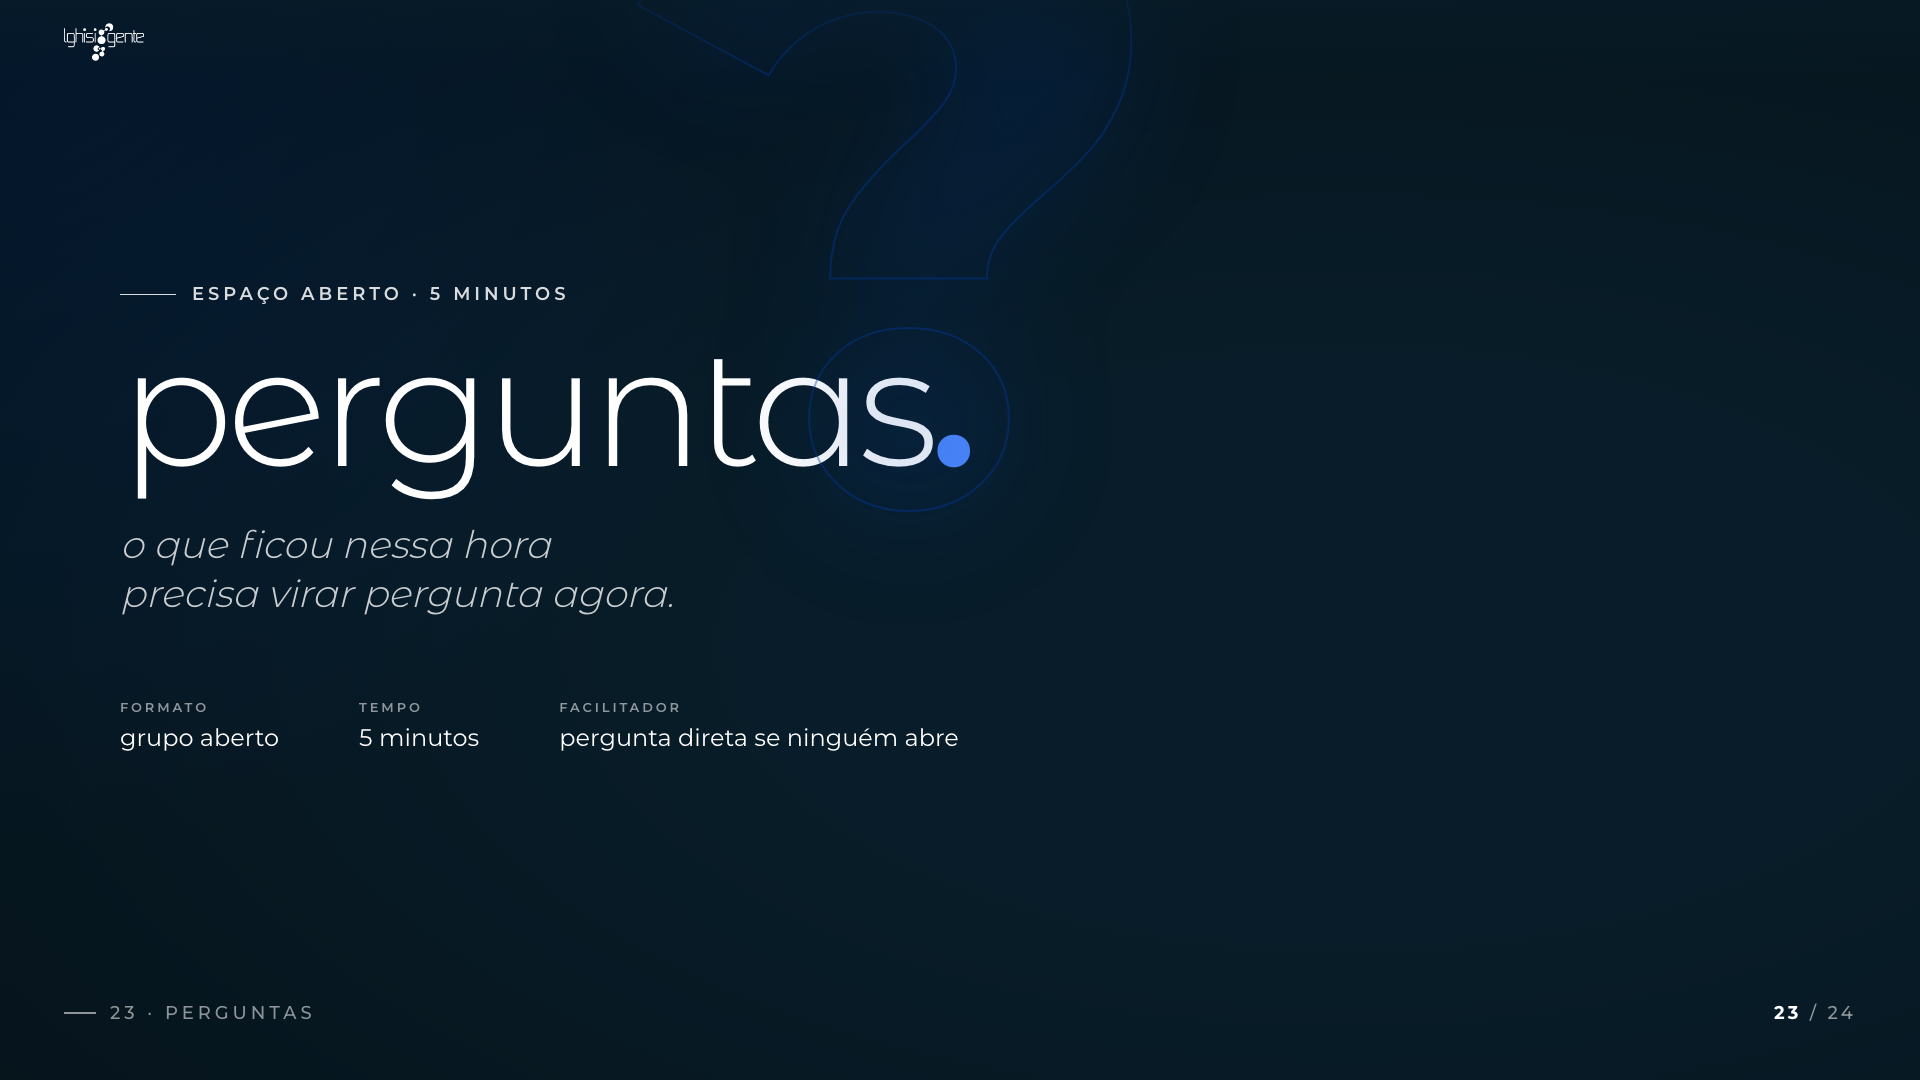 lghisi gente
ESPAÇO ABERTO · 5 MINUTOS
perguntas.
o que ficou nessa hora
precisa virar pergunta agora.
FORMATO
grupo aberto
TEMPO
5 minutos
FACILITADOR
pergunta direta se ninguém abre
23 · PERGUNTAS
23 / 24
?